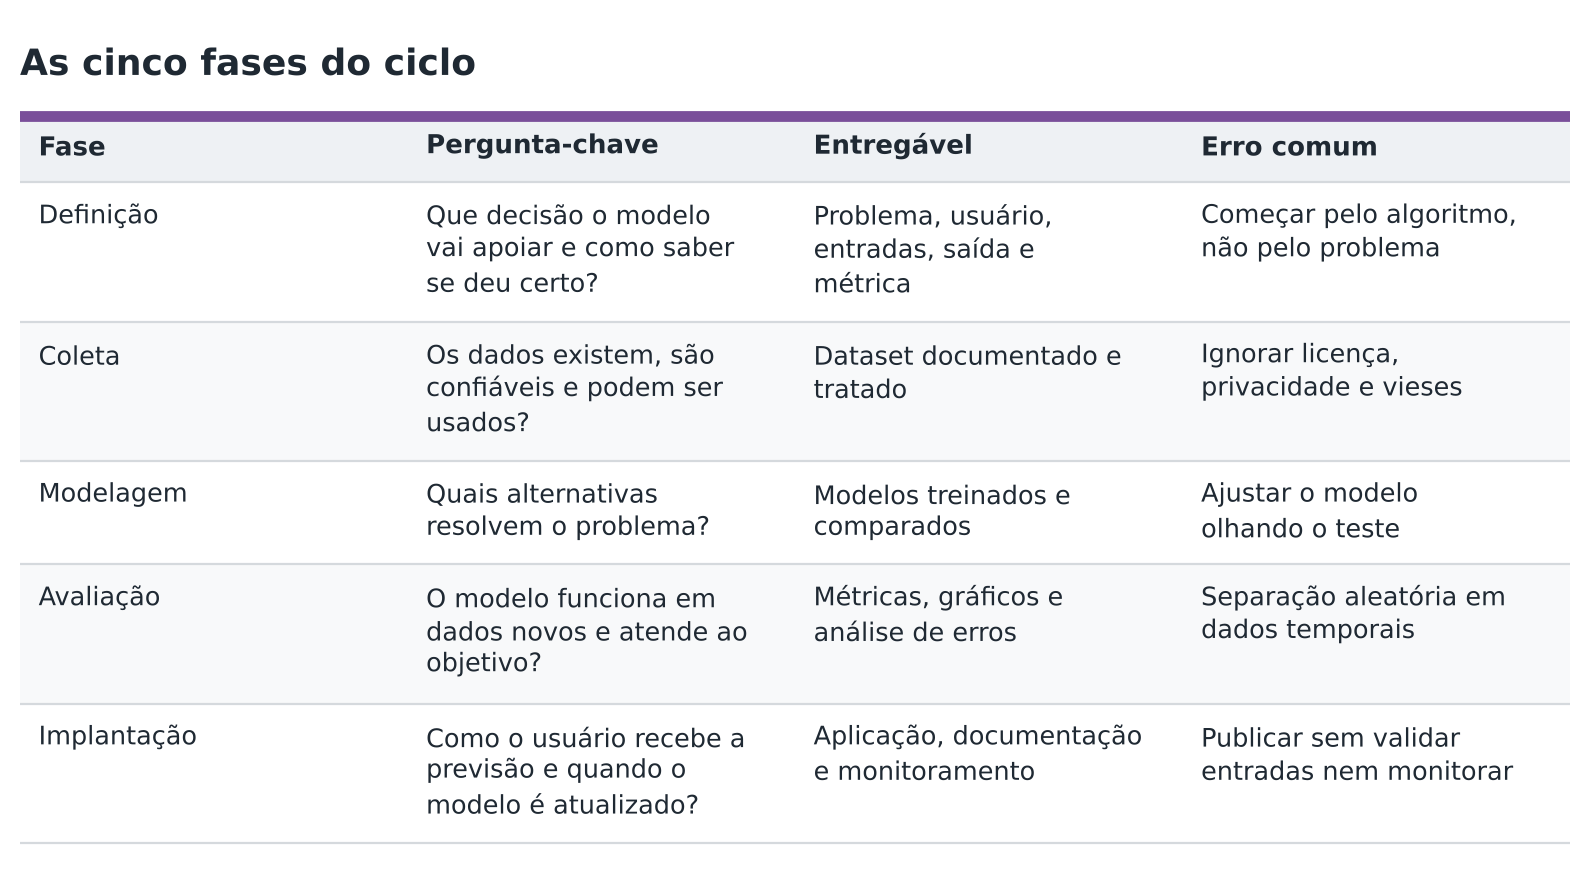 As cinco fases do ciclo
Fase
Pergunta-chave
Entregável
Erro comum
Definição
Que decisão o modelo
vai apoiar e como saber
se deu certo?
Problema, usuário,
entradas, saída e
métrica
Começar pelo algoritmo,
não pelo problema
Coleta
Os dados existem, são
confiáveis e podem ser
usados?
Dataset documentado e
tratado
Ignorar licença,
privacidade e vieses
Modelagem
Quais alternativas
resolvem o problema?
Modelos treinados e
comparados
Ajustar o modelo
olhando o teste
Avaliação
O modelo funciona em
dados novos e atende ao
objetivo?
Métricas, gráficos e
análise de erros
Separação aleatória em
dados temporais
Implantação
Como o usuário recebe a
previsão e quando o
modelo é atualizado?
Aplicação, documentação
e monitoramento
Publicar sem validar
entradas nem monitorar